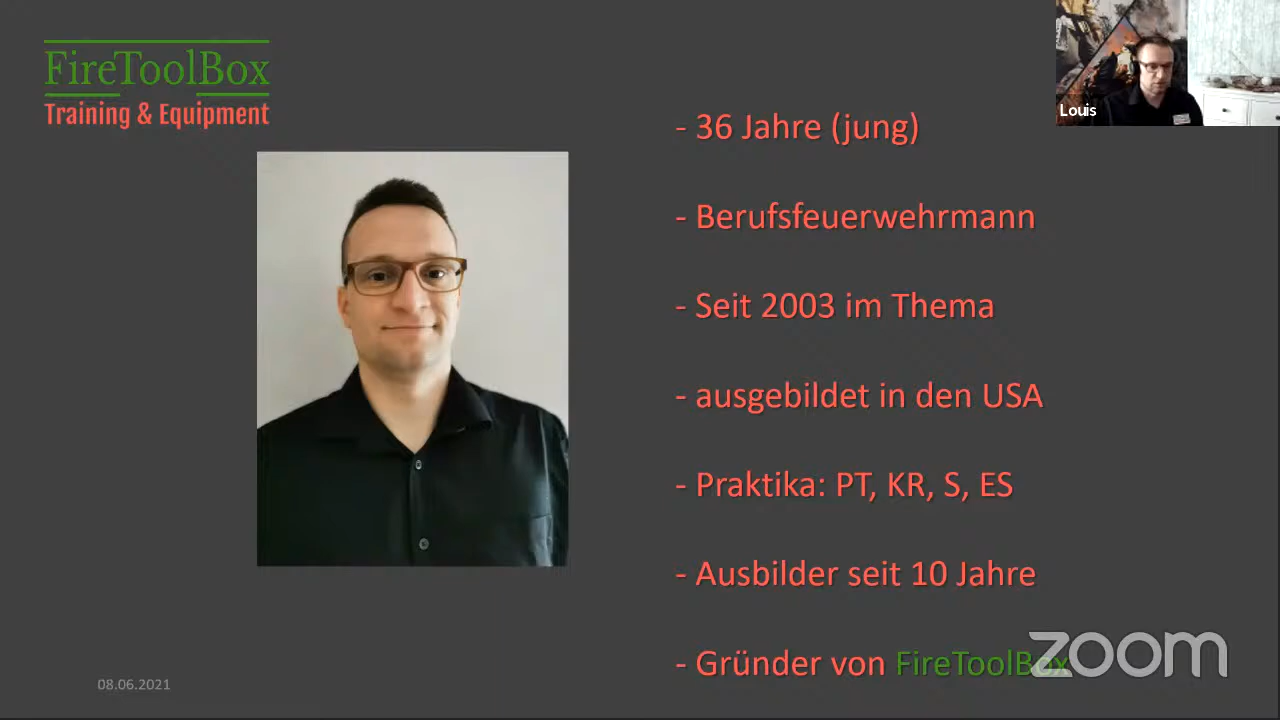 FireToolBox
Training & Equipment
Louis
- 36 Jahre (jung)
- Berufsfeuerwehrmann
- Seit 2003 im Thema
- ausgebildet in den USA
- Praktika: PT, KR, S, ES
- Ausbilder seit 10 Jahre
- Gründer von FireToolBox
zoom
08.06.2021